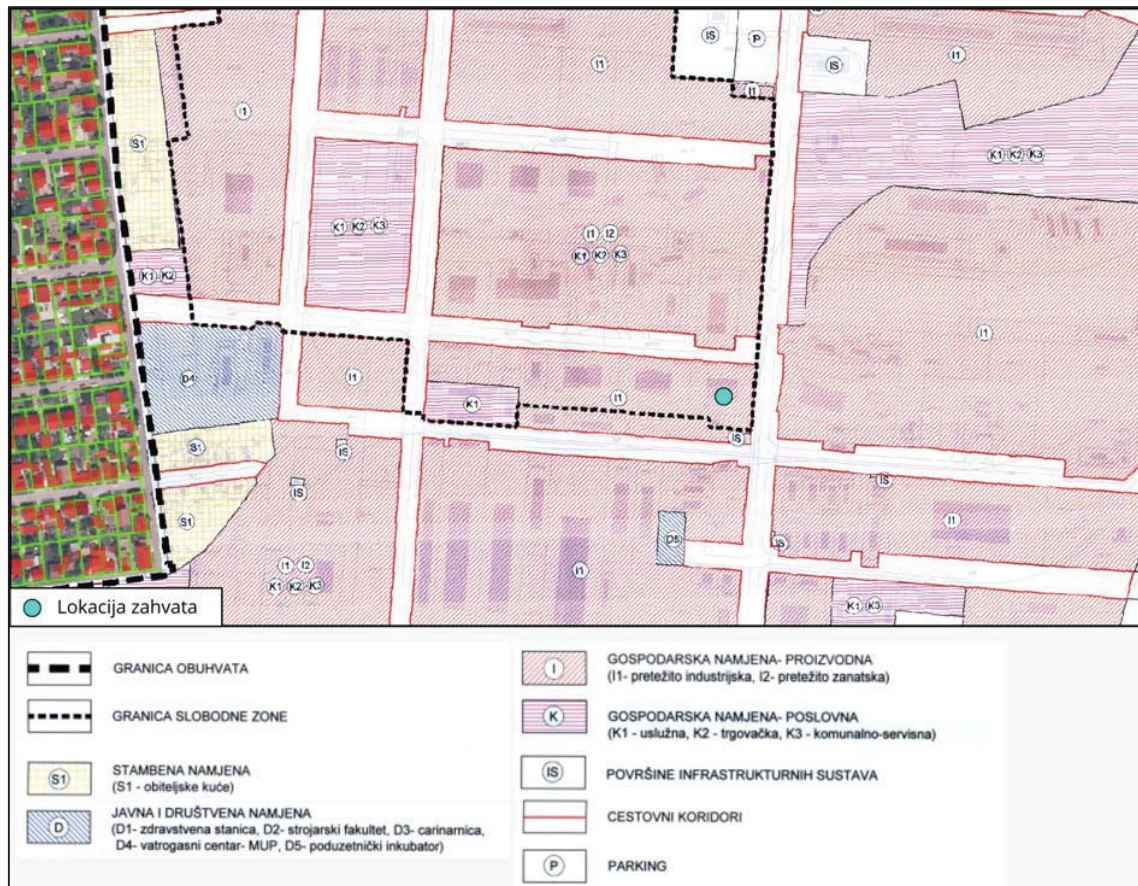 IS
P
IS
I1
I1
I1
I1
S1
K1 K2 K3
K1 K2 K3
I1 I2
K1 K2 K3
K1 K2
I1
D4
I1
I1
K1
IS
S1
IS
IS
IS
I1
S1
D5
IS
I1 I2
K1 K2 K3
I1
K1 K3
Lokacija zahvata
GRANICA OBUHVATA
GRANICA SLOBODNE ZONE
S1
STAMBENA NAMJENA
(S1 - obiteljske kuće)
D
JAVNA I DRUŠTVENA NAMJENA
(D1- zdravstvena stanica, D2- strojarski fakultet, D3- carinarnica,
D4- vatrogasni centar- MUP, D5- poduzetnički inkubator)
I
GOSPODARSKA NAMJENA- PROIZVODNA
(I1- pretežito industrijska, I2- pretežito zanatska)
K
GOSPODARSKA NAMJENA- POSLOVNA
(K1 - uslužna, K2 - trgovačka, K3 - komunalno-servisna)
IS
POVRŠINE INFRASTRUKTURNIH SUSTAVA
CESTOVNI KORIDORI
P
PARKING